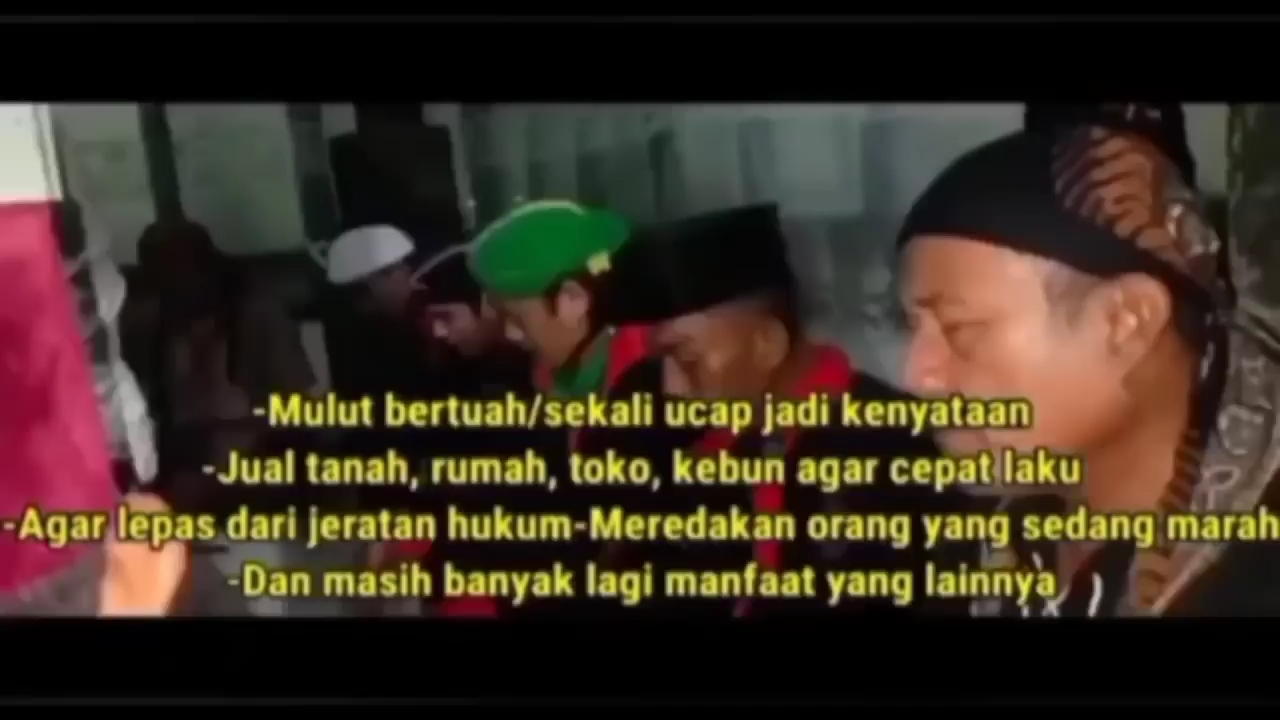 -Mulut bertuah/sekali ucap jadi kenyataan
-Jual tanah, rumah, toko, kebun agar cepat laku
-Agar lepas dari jeratan hukum-Meredakan orang yang sedang marah
-Dan masih banyak lagi manfaat yang lainnya